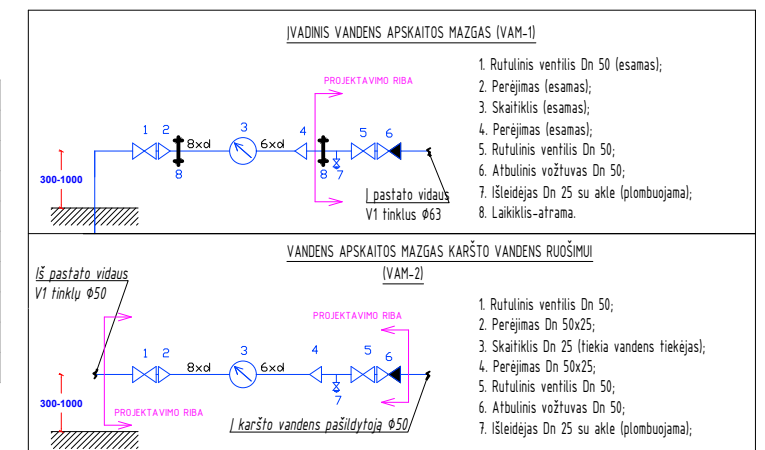 ĮVADINIS VANDENS APSKAITOS MAZGAS (VAM-1)
PROJEKTAVIMO RIBA
1 2 8xd 3 6xd 4 5 6
8 8 7
300-1000
Į pastato vidaus
V1 tinklus Φ63
1. Rutulinis ventilis Dn 50 (esamas);
2. Perėjimas (esamas);
3. Skaitiklis (esamas);
4. Perėjimas (esamas);
5. Rutulinis ventilis Dn 50;
6. Atbulinis vožtuvas Dn 50;
7. Išleidėjas Dn 25 su akle (plombuojama);
8. Laikiklis-atrama.
VANDENS APSKAITOS MAZGAS KARŠTO VANDENS RUOŠIMUI
(VAM-2)
Iš pastato vidaus
V1 tinklų Φ50
PROJEKTAVIMO RIBA
1 2 8xd 3 6xd 4 5 6
7
300-1000
PROJEKTAVIMO RIBA
Į karšto vandens pašildytoją Φ50
1. Rutulinis ventilis Dn 50;
2. Perėjimas Dn 50x25;
3. Skaitiklis Dn 25 (tiekia vandens tiekėjas);
4. Perėjimas Dn 50x25;
5. Rutulinis ventilis Dn 50;
6. Atbulinis vožtuvas Dn 50;
7. Išleidėjas Dn 25 su akle (plombuojama);